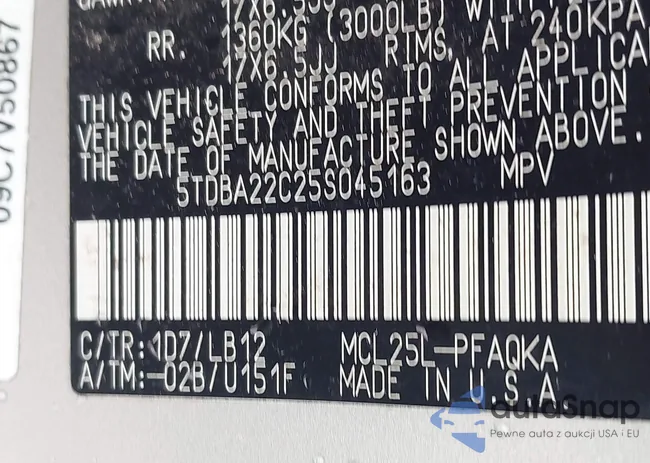 17X6.5JJ
RR. 1360KG (3000LB) WITH
17X6.5JJ RIMS, AT 240KPA
THIS VEHICLE CONFORMS TO ALL APPLICA
VEHICLE SAFETY AND THEFT PREVENTION
THE DATE OF MANUFACTURE SHOWN ABOVE.
5TDBA22C25S045163 MPV
C/TR:1D7/LB12 MCL25L-PFAQKA
A/TM:-02B/U151F MADE IN U.S.A
09C7V50867
autoSnap
Pewne auta z aukcji USA i EU